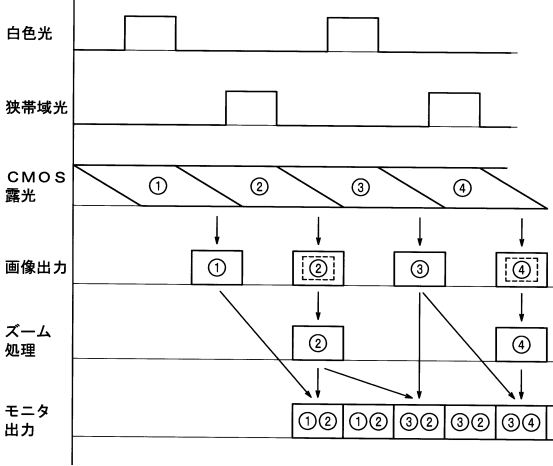 白色光
狭帯域光
CMOS
露光
① ② ③ ④
画像出力
① ② ③ ④
ズーム
処理
② ④
モニタ
出力
①② ①② ③② ③② ③④